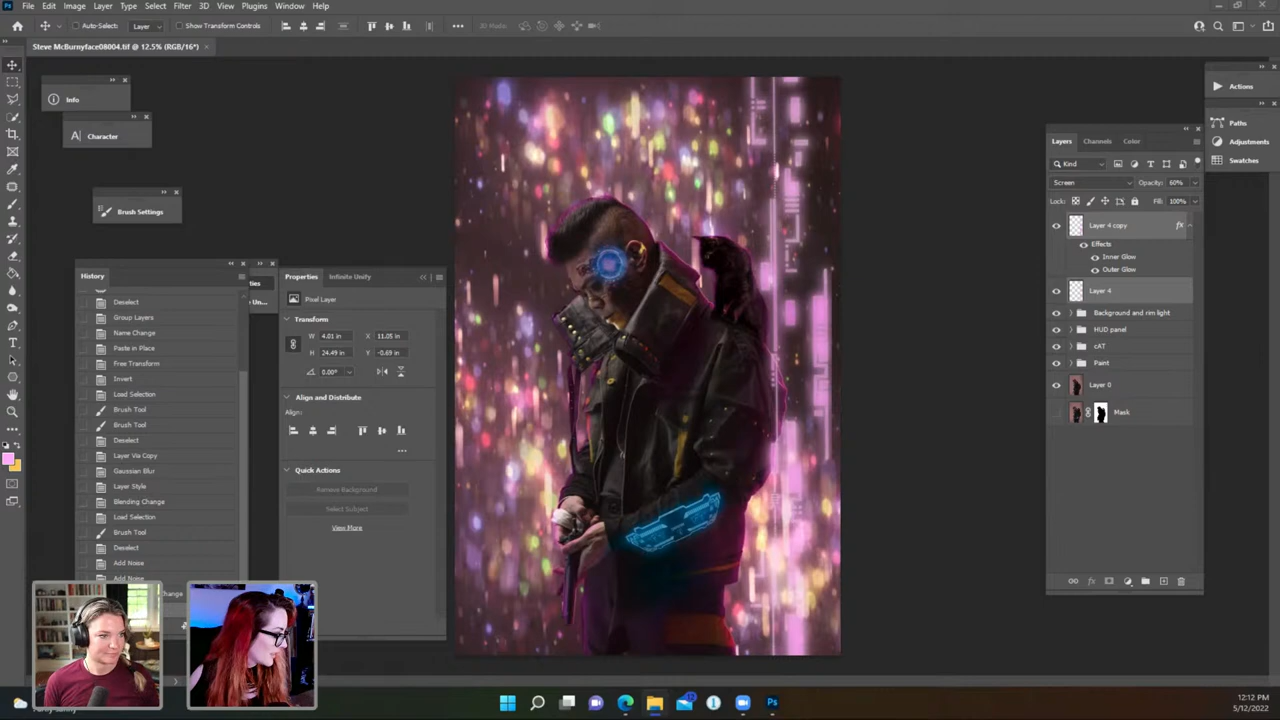 File Edit Image Layer Type Select Filter 3D View Plugins Window Help
Auto-Select: Layer Show Transform Controls 3D Mode:
Steve McBurnyface08004.tif @ 12.5% (RGB/16*)
Info
Character
Brush Settings
History
Deselect
Group Layers
Name Change
Paste in Place
Free Transform
Invert
Load Selection
Brush Tool
Brush Tool
Deselect
Layer Via Copy
Gaussian Blur
Layer Style
Blending Change
Load Selection
Brush Tool
Deselect
Add Noise
Add Noise
Properties Infinite Unity
Pixel Layer
Transform
W 4.01 in X 11.05 in
H 24.49 in Y -0.69 in
0.00°
Align and Distribute
Align:
Quick Actions
Remove Background
Select Subject
View More
Actions
Paths
Adjustments
Swatches
Layers Channels Color
Kind
Screen Opacity: 60%
Lock: Fill: 100%
Layer 4 copy fx
Effects
Inner Glow
Outer Glow
Layer 4
Background and rim light
HUD panel
cAT
Paint
Layer 0
Mask
12:12 PM
5/12/2022